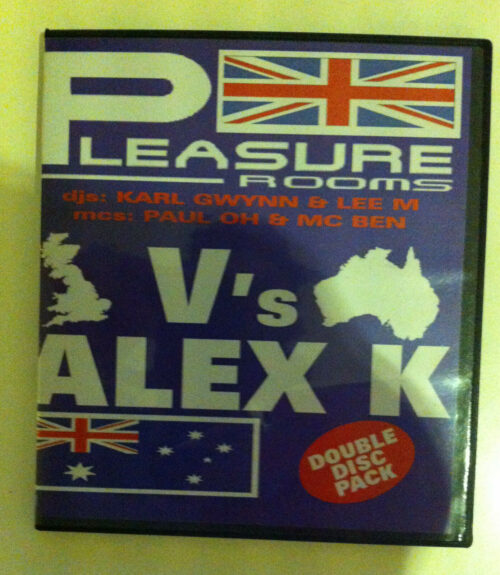 PLEASURE
ROOMS
djs: KARL GWYNN & LEE M
mcs: PAUL OH & MC BEN
V's
ALEX K
DOUBLE
DISC
PACK